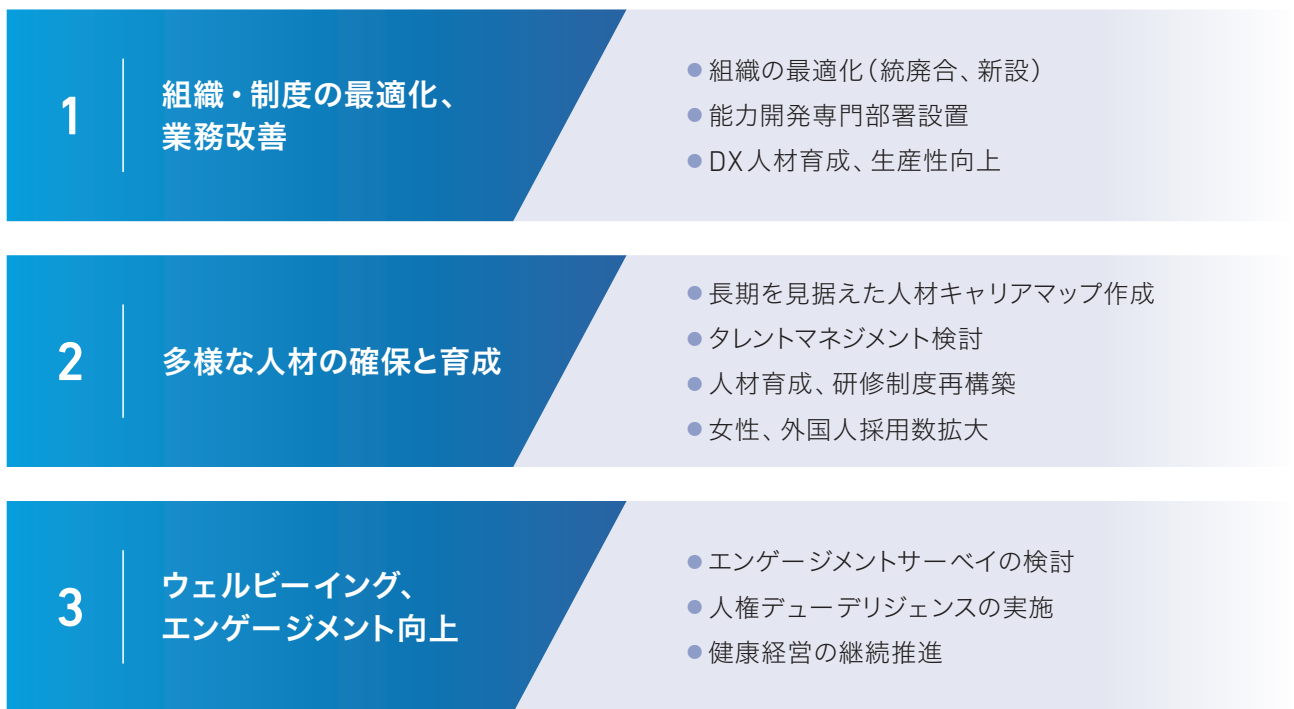 1
組織・制度の最適化、
業務改善
●組織の最適化（統廃合、新設）
●能力開発専門部署設置
●DX人材育成、生産性向上
2
多様な人材の確保と育成
●長期を見据えた人材キャリアマップ作成
●タレントマネジメント検討
●人材育成、研修制度再構築
●女性、外国人採用数拡大
3
ウェルビーイング、
エンゲージメント向上
●エンゲージメントサーベイの検討
●人権デューデリジェンスの実施
●健康経営の継続推進